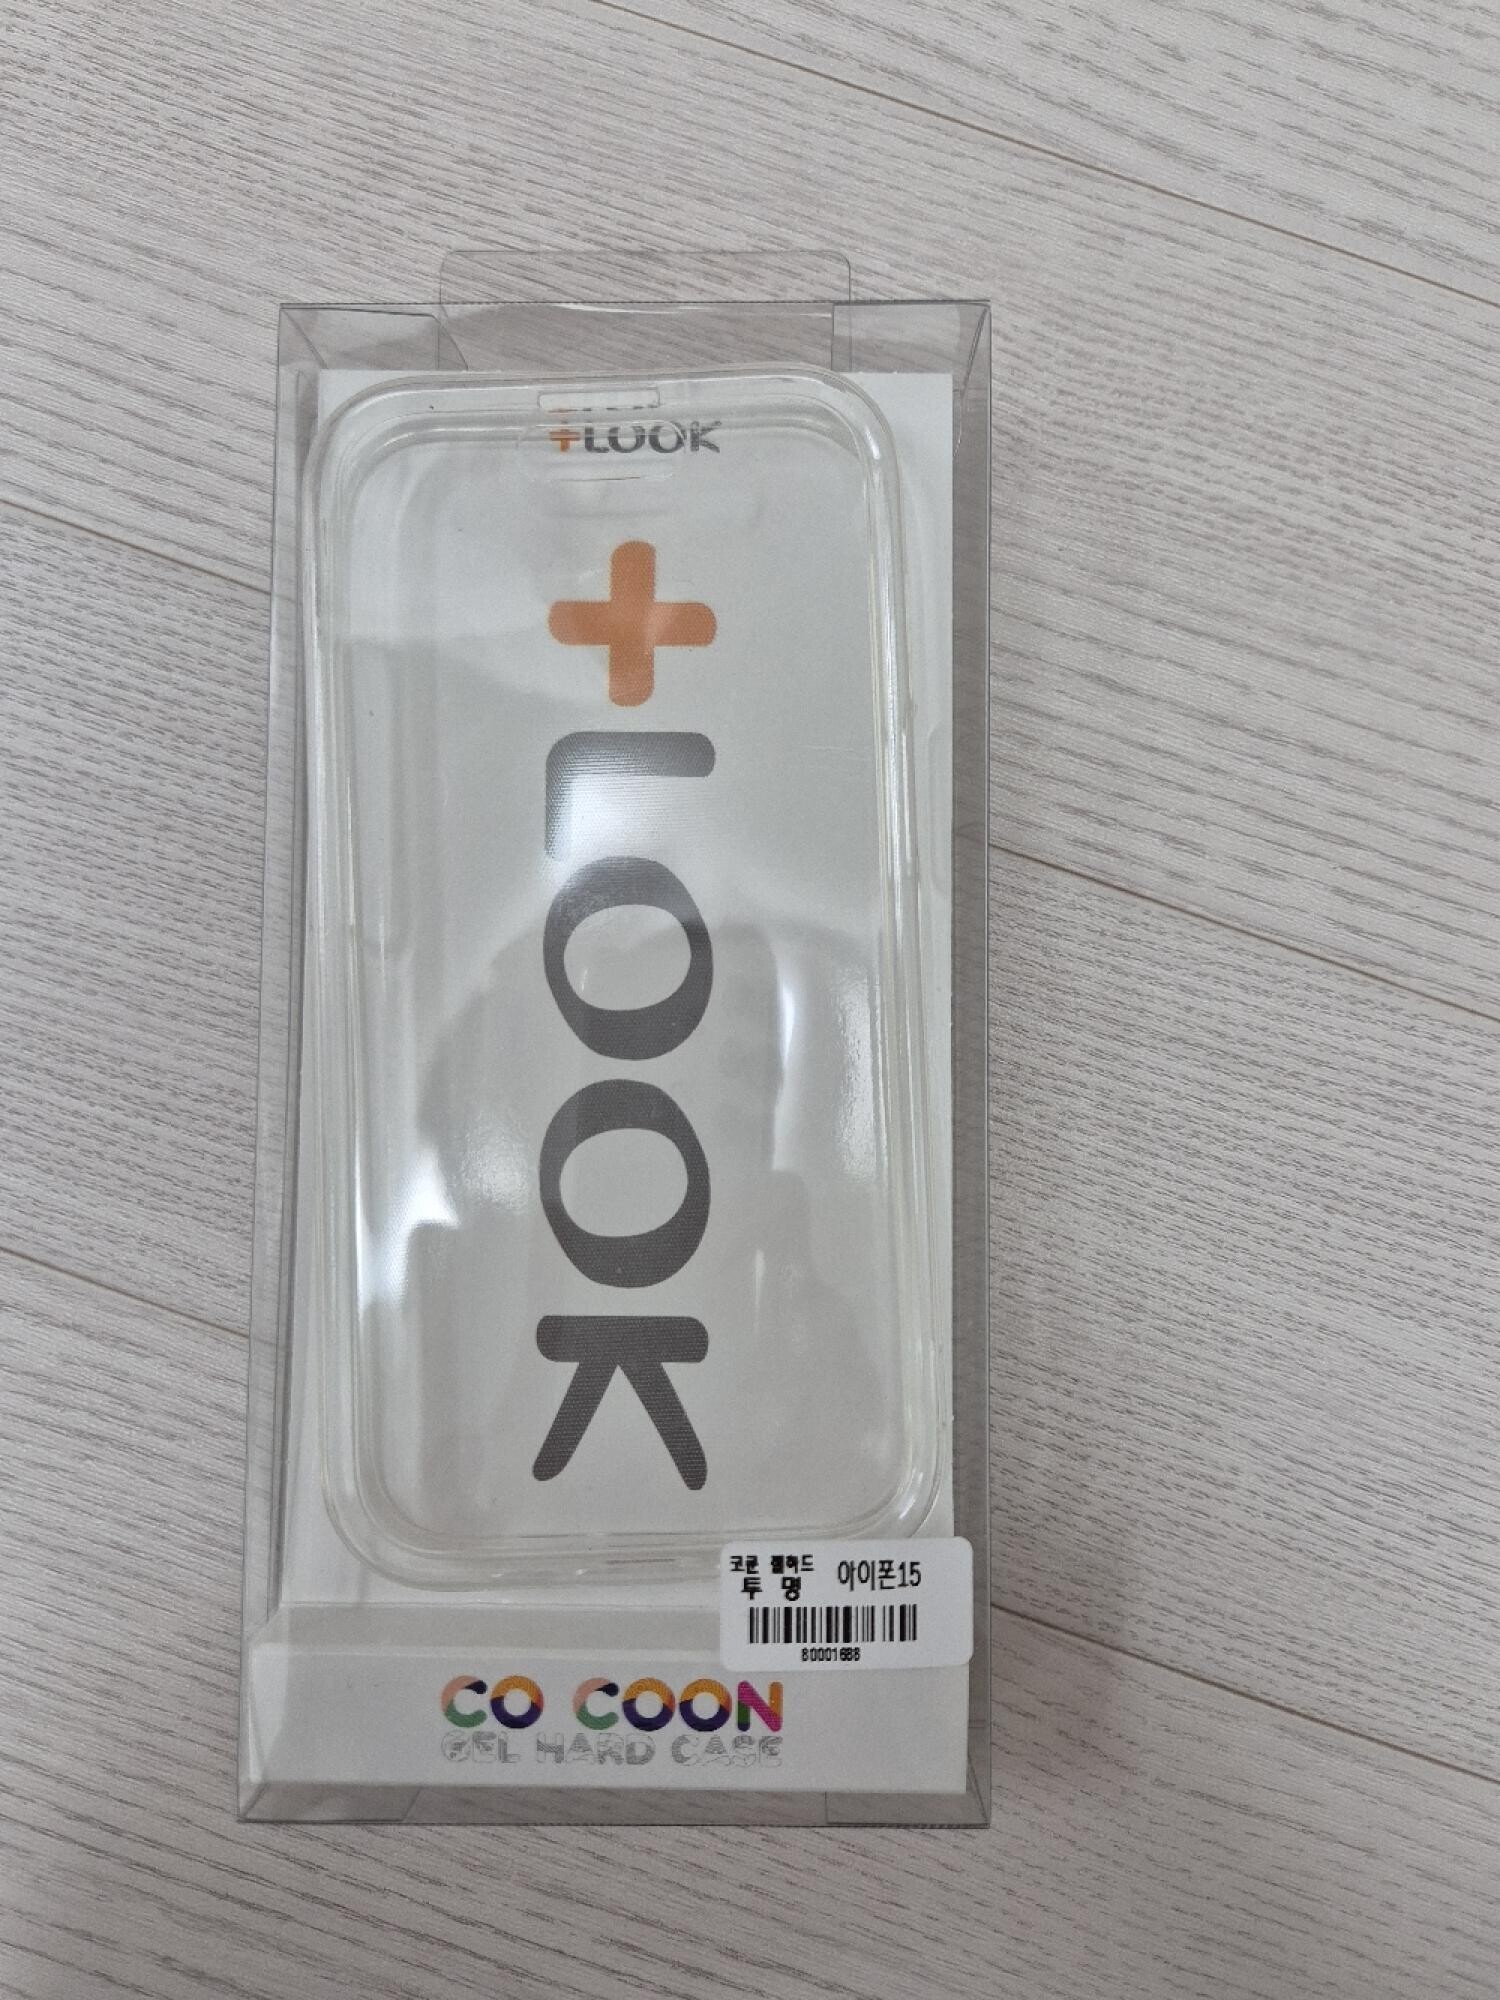 +LOOK
+LOOK
코쿤 젤하드 아이폰15
투 명
80001688
CO COON
GEL HARD CASE